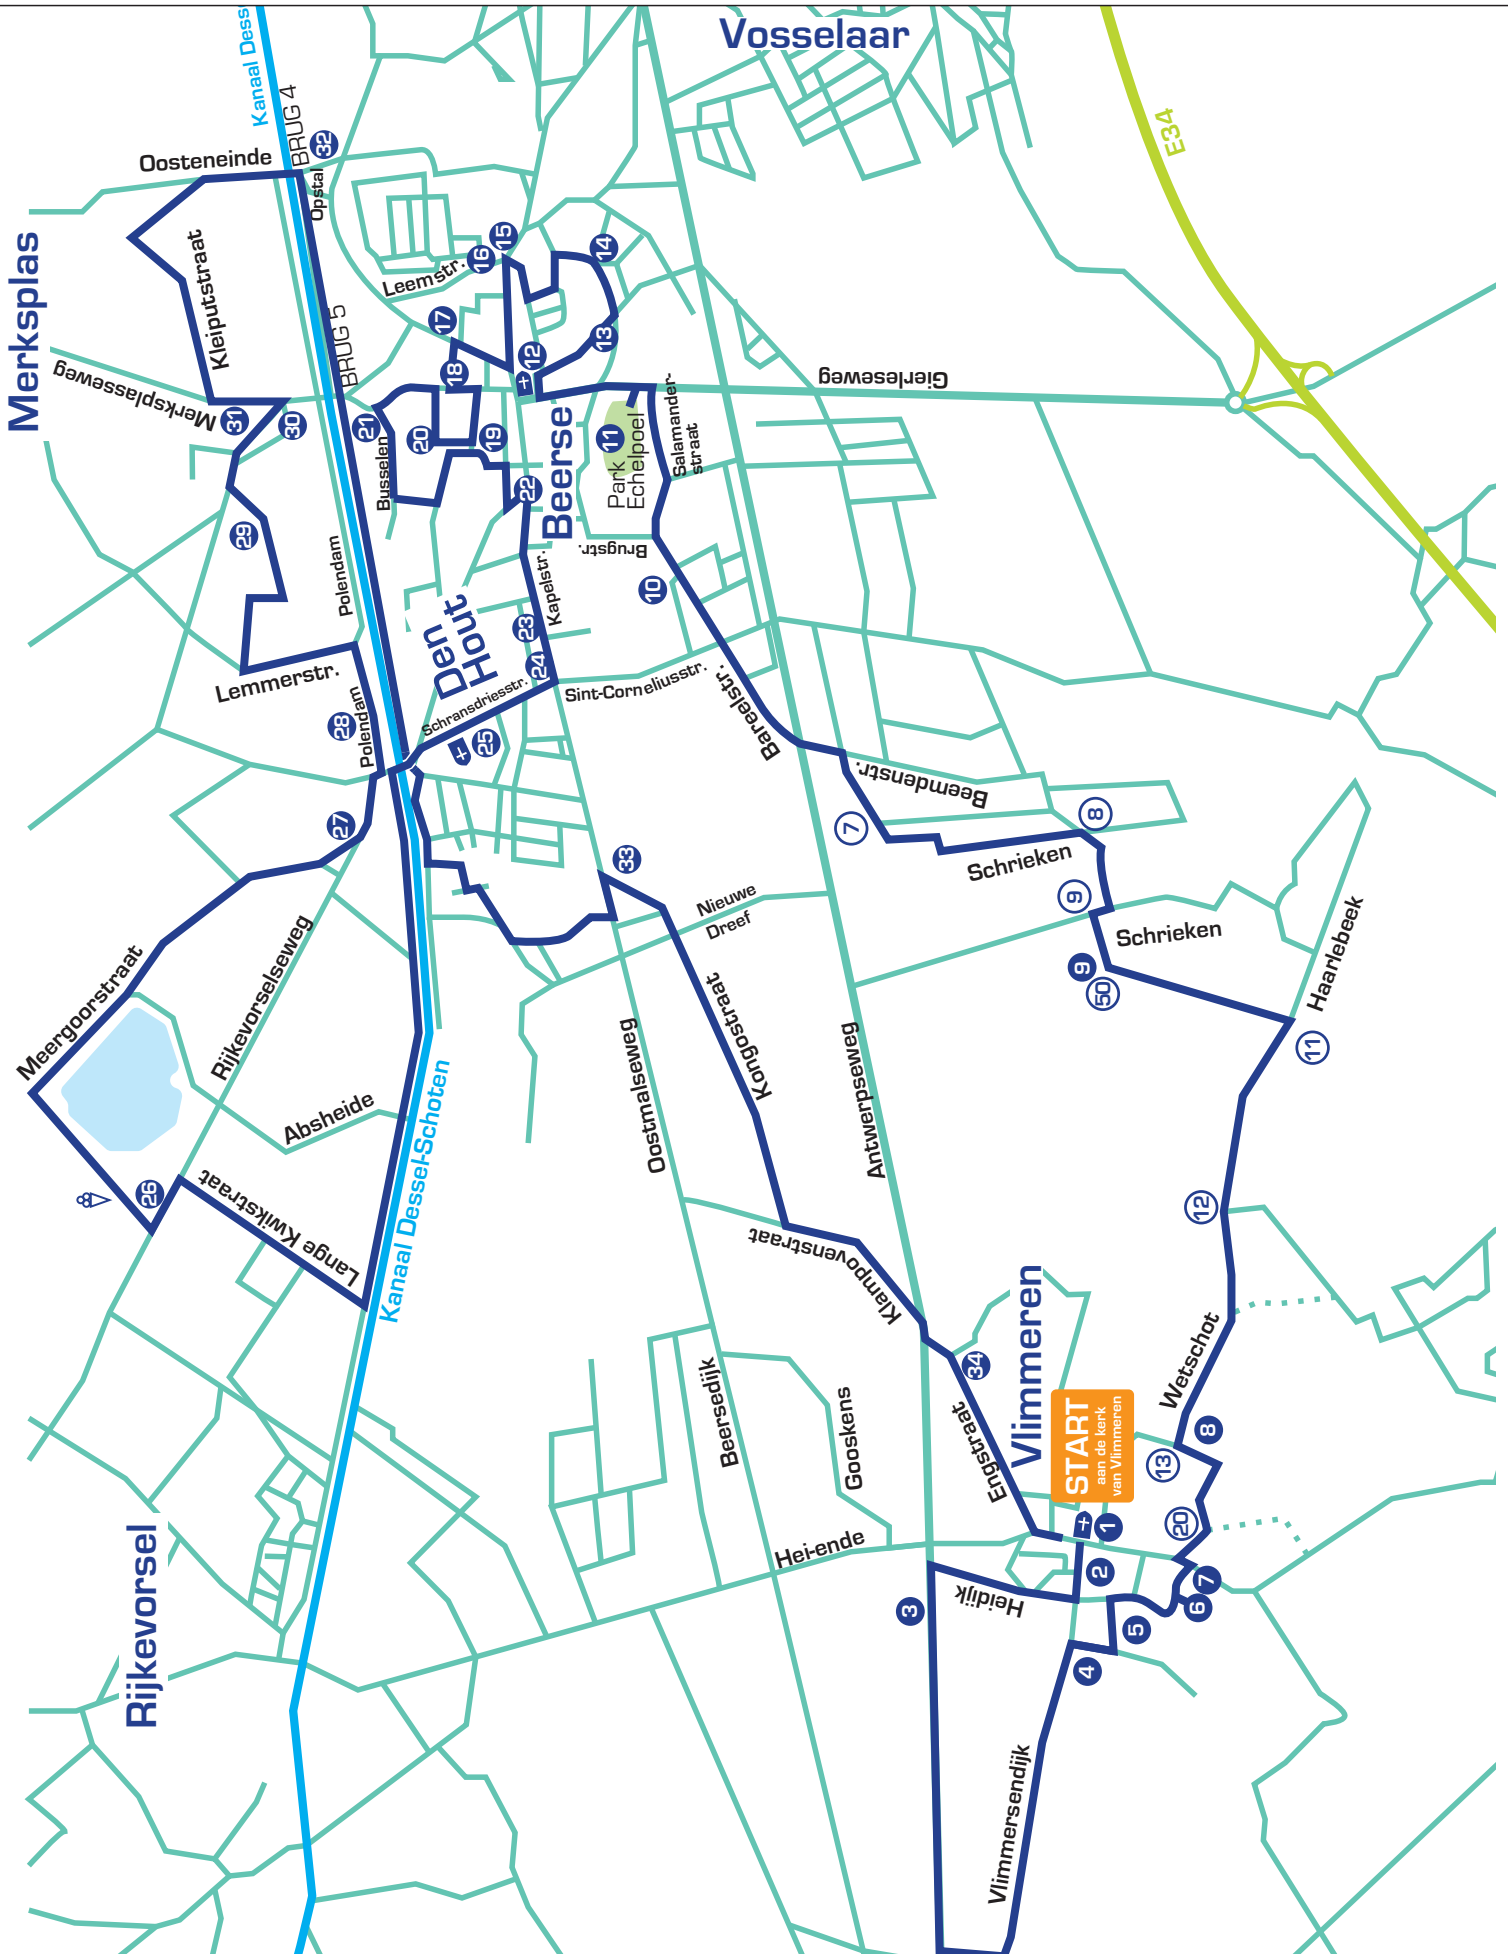 Vosselaar
Kanaal Dess
E34
BRUG 4
32
Oosteneinde
Opstal
Merksplas
Kleiputstraat
15
16
14
Leemstr.
BRUG 5
17
13
12
18
Merksplasseweg
31
30
21
20
19
Busselen
Beerse
11
Park
Echelpoel
Salamander-
straat
Gierleseweg
22
29
Polendam
Brugstr.
10
Kapelstr.
Den
Hout
23
24
Lemmerstr.
Schransdriesstr.
Sint-Corneliusstr.
28
Polendam
25
Bareelstr.
Beemdenstr.
27
7
8
33
Schrieken
9
Nieuwe
Dreef
Schrieken
9
50
Haarlebeek
Meergoorstraat
Rijkevorselseweg
Kongostraat
11
Oostmalseweg
Antwerpseweg
Absheide
Kanaal Dessel-Schoten
26
Lange Kwikstraat
12
Klampovenstraat
Vlimmeren
Wetschot
34
Beersedijk
Gooskens
Engstraat
START
aan de kerk
van Vlimmeren
8
13
20
1
2
Hei-ende
Heidijk
3
7
6
5
4
Rijkevorsel
Vlimmersendijk